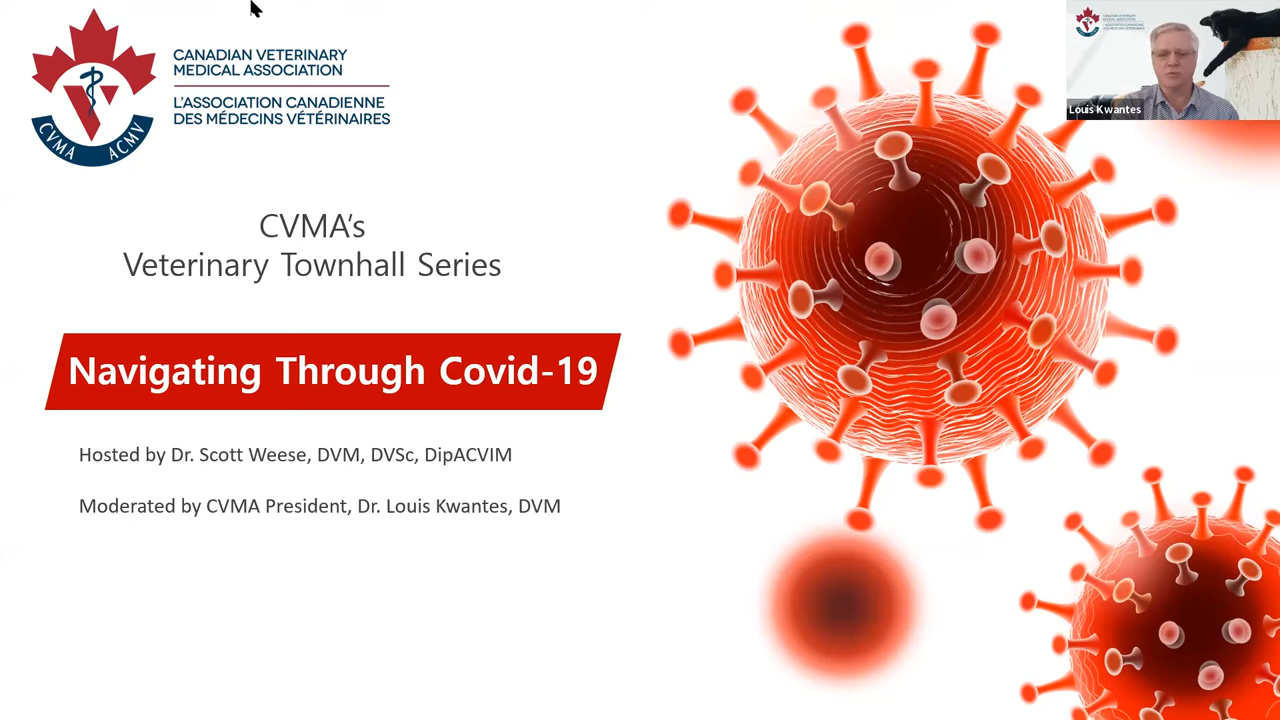 CANADIAN VETERINARY
MEDICAL ASSOCIATION
L'ASSOCIATION CANADIENNE
DES MÉDECINS VÉTÉRINAIRES
CVMA ACMV
CVMA's
Veterinary Townhall Series
Navigating Through Covid-19
Hosted by Dr. Scott Weese, DVM, DVSc, DipACVIM
Moderated by CVMA President, Dr. Louis Kwantes, DVM
Louis Kwantes